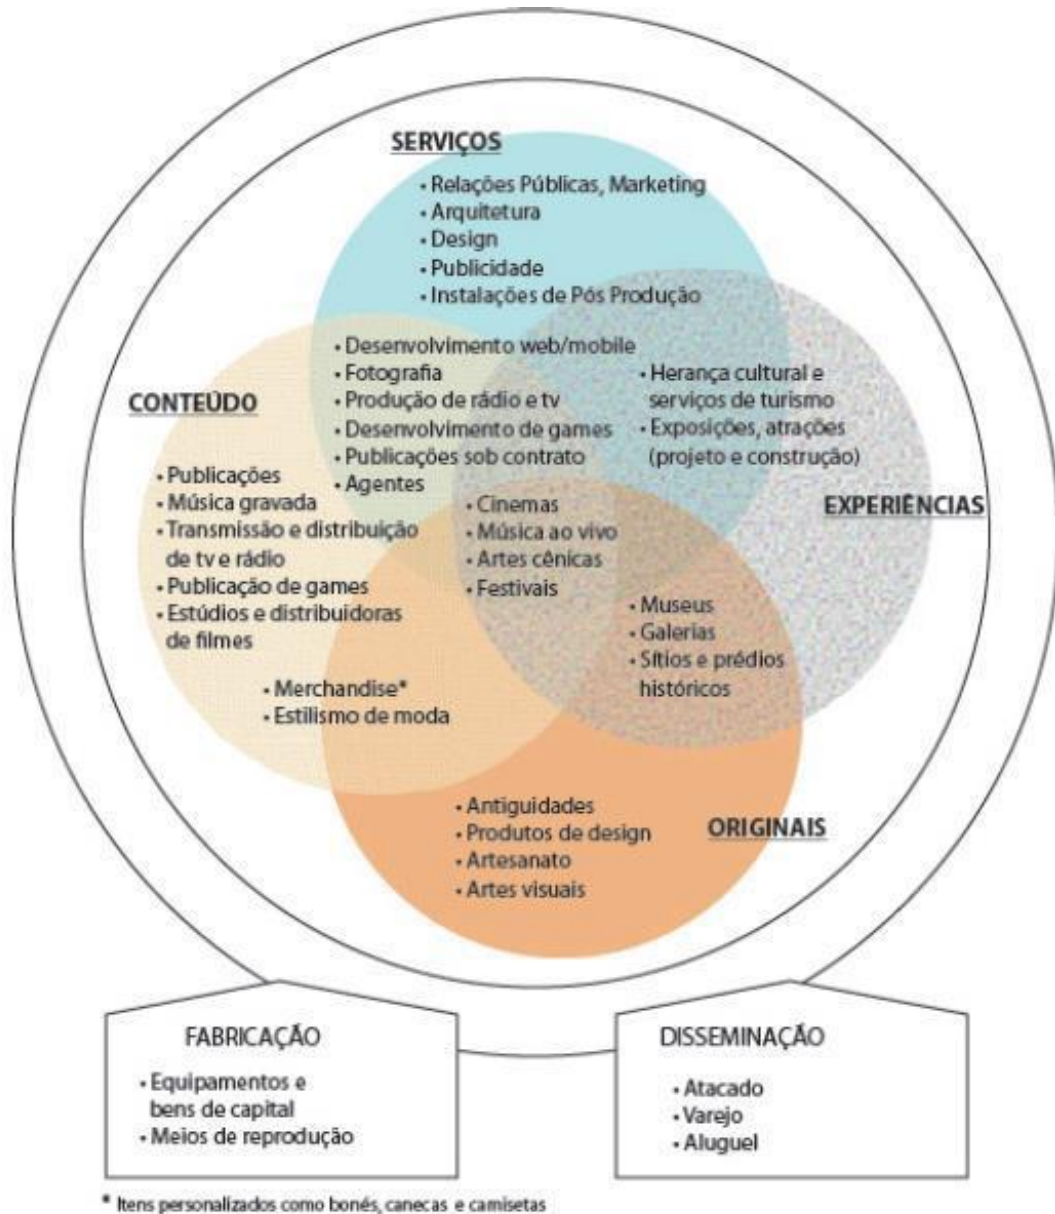 SERVIÇOS
• Relações Públicas, Marketing
• Arquitetura
• Design
• Publicidade
• Instalações de Pós Produção
• Desenvolvimento web/mobile
• Fotografia
• Produção de rádio e tv
• Desenvolvimento de games
• Publicações sob contrato
• Agentes
• Herança cultural e
serviços de turismo
• Exposições, atrações
(projeto e construção)
CONTEÚDO
• Publicações
• Música gravada
• Transmissão e distribuição
de tv e rádio
• Publicação de games
• Estúdios e distribuidoras
de filmes
EXPERIÊNCIAS
• Cinemas
• Música ao vivo
• Artes cênicas
• Festivais
• Museus
• Galerias
• Sítios e prédios
históricos
• Merchandise*
• Estilismo de moda
ORIGINAIS
• Antiguidades
• Produtos de design
• Artesanato
• Artes visuais
FABRICAÇÃO
• Equipamentos e
bens de capital
• Meios de reprodução
DISSEMINAÇÃO
• Atacado
• Varejo
• Aluguel
* Itens personalizados como bonés, canecas e camisetas